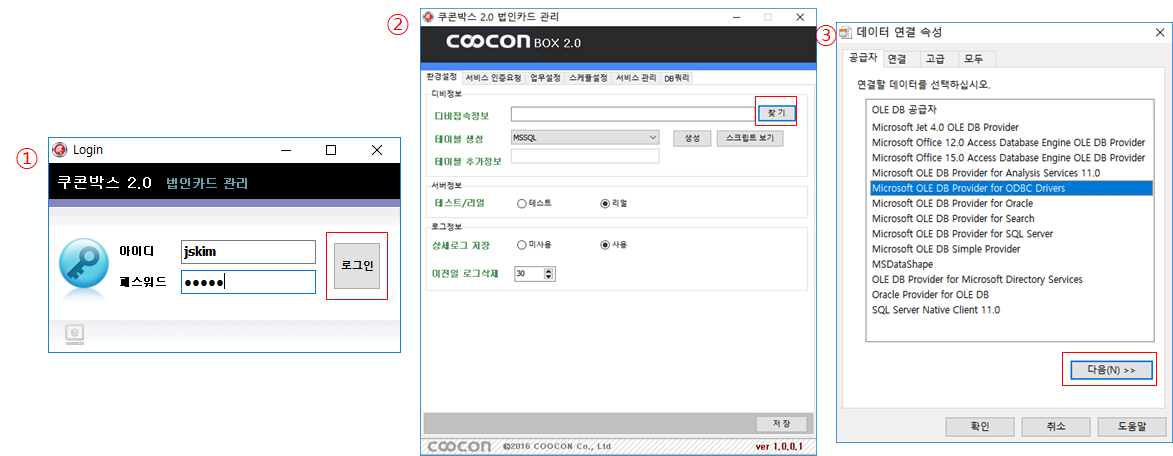 ①
Login
쿠콘박스 2.0 법인카드 관리
아이디 jskim
패스워드 ●●●●●
로그인
②
쿠콘박스 2.0 법인카드 관리
COOCON BOX 2.0
환경설정 서비스 인증요청 업무설정 스케쥴설정 서비스 관리 DB쿼리
디비정보
디비접속정보 찾 기
테이블 생성 MSSQL 생성 스크립트 보기
테이블 추가정보
서버정보
테스트/리얼 테스트 리얼
로그정보
상세로그 저장 미사용 사용
이전일 로그삭제 30
저 장
COOCON ©2016 COOCON Co., Ltd ver 1.0.0.1
③
데이터 연결 속성
공급자 연결 고급 모두
연결할 데이터를 선택하십시오.
OLE DB 공급자
Microsoft Jet 4.0 OLE DB Provider
Microsoft Office 12.0 Access Database Engine OLE DB Provider
Microsoft Office 15.0 Access Database Engine OLE DB Provider
Microsoft OLE DB Provider for Analysis Services 11.0
Microsoft OLE DB Provider for ODBC Drivers
Microsoft OLE DB Provider for Oracle
Microsoft OLE DB Provider for Search
Microsoft OLE DB Provider for SQL Server
Microsoft OLE DB Simple Provider
MSDataShape
OLE DB Provider for Microsoft Directory Services
Oracle Provider for OLE DB
SQL Server Native Client 11.0
다음(N) >>
확인 취소 도움말